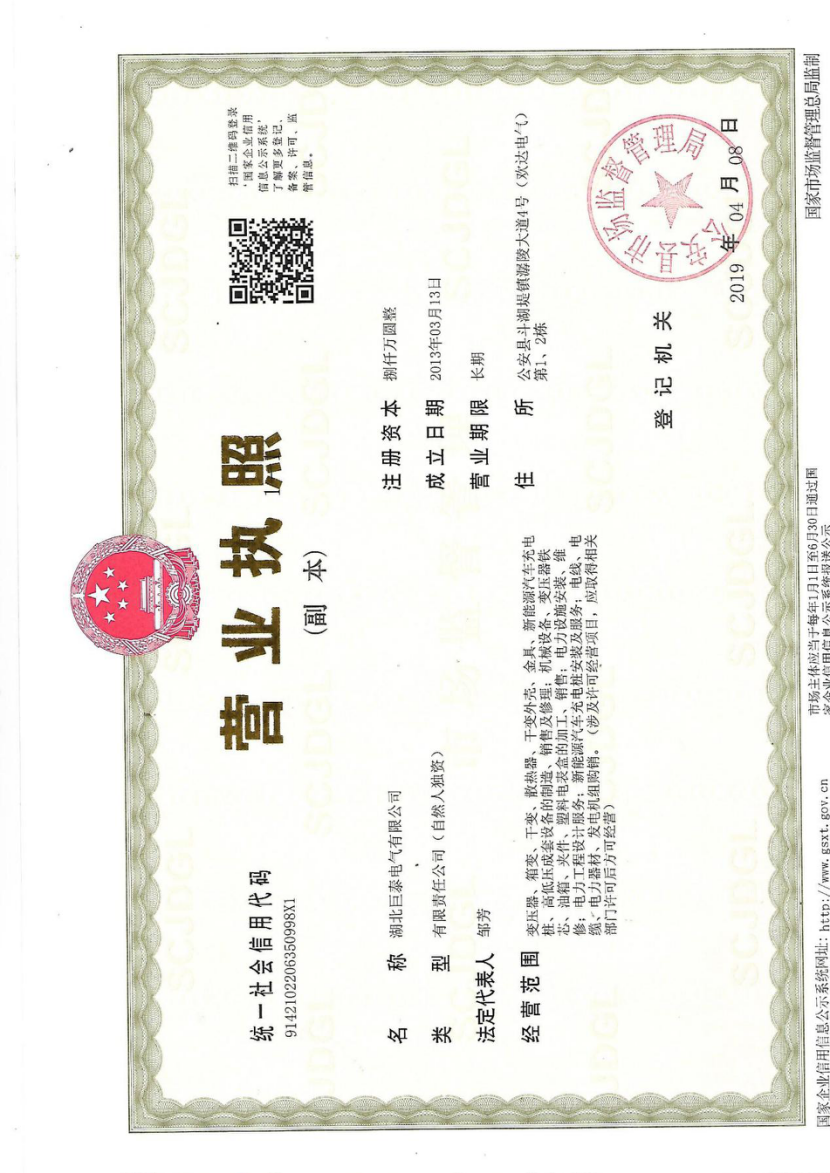 营业执照
1
(副 本)
扫描二维码登录
‘国家企业信用
信息公示系统’
了解更多登记、
备案、许可、监
管信息。
统一社会信用代码
9142102206350998X1
名 称 湖北巨泰电气有限公司
类 型 有限责任公司（自然人独资）
法定代表人 邹芳
经营范围 变压器、箱变、干变、散热器、干变外壳、金具、新能源汽车充电
桩、高低压成套设备的制造、销售及修理；机械设备、变压器铁
芯、油箱、夹件、塑料电表盒的加工、销售；电力设施安装、维
修；电力工程设计服务；新能源汽车充电桩安装及服务；电线、电
缆、电力器材、发电机组购销。（涉及许可经营项目，应取得相关
部门许可后方可经营）
注册资本 捌仟万圆整
成立日期 2013年03月13日
营业期限 长期
住 所 公安县斗湖堤镇潺陵大道4号（欢达电气）
第1、2栋
登记机关
公安县市场监督管理局
2019 年 04 月 08 日
国家企业信用信息公示系统网址: http://www.gsxt.gov.cn
市场主体应当于每年1月1日至6月30日通过国
家企业信用信息公示系统报送公示
国家市场监督管理总局监制
SCJDGL